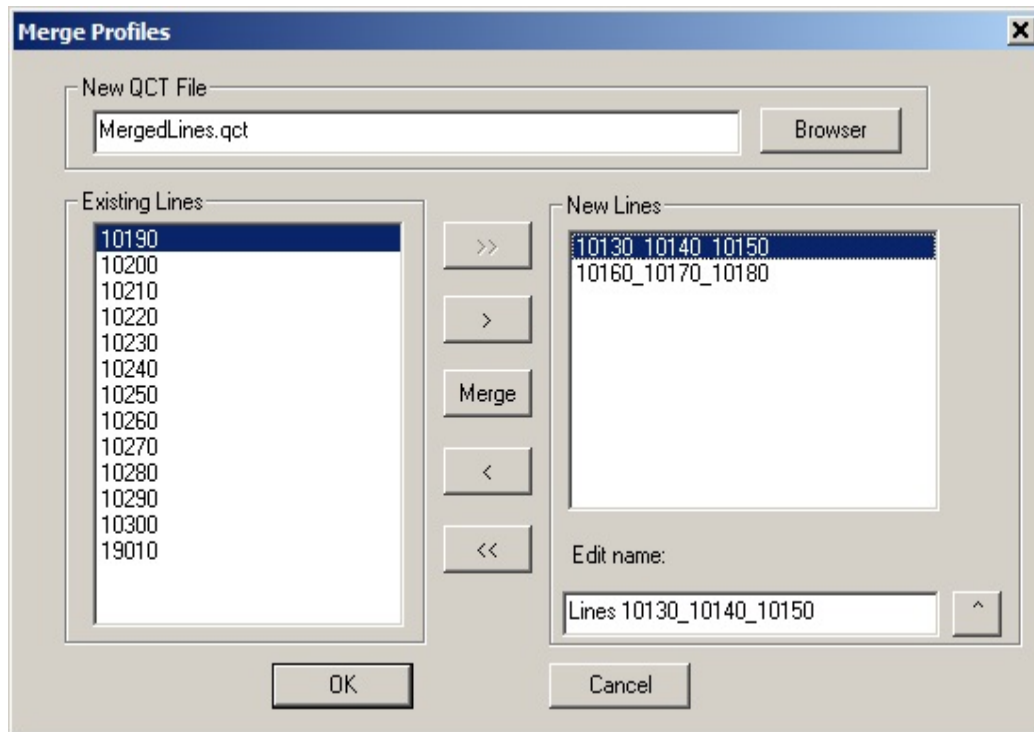 Merge Profiles
New QCT File
MergedLines.qct
Browser
Existing Lines
10190
10200
10210
10220
10230
10240
10250
10260
10270
10280
10290
10300
19010
>>
>
Merge
<
<<
New Lines
10130_10140_10150
10160_10170_10180
Edit name:
Lines 10130_10140_10150
^
OK
Cancel